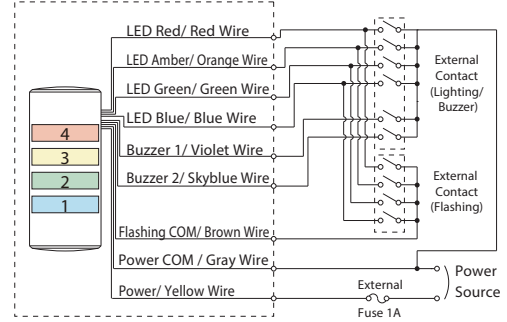 LED Red/ Red Wire
LED Amber/ Orange Wire
LED Green/ Green Wire
LED Blue/ Blue Wire
Buzzer 1/ Violet Wire
Buzzer 2/ Skyblue Wire
Flashing COM/ Brown Wire
Power COM / Gray Wire
Power/ Yellow Wire
4
3
2
1
External
Contact
(Lighting/
Buzzer)
External
Contact
(Flashing)
Power
Source
External
Fuse 1A